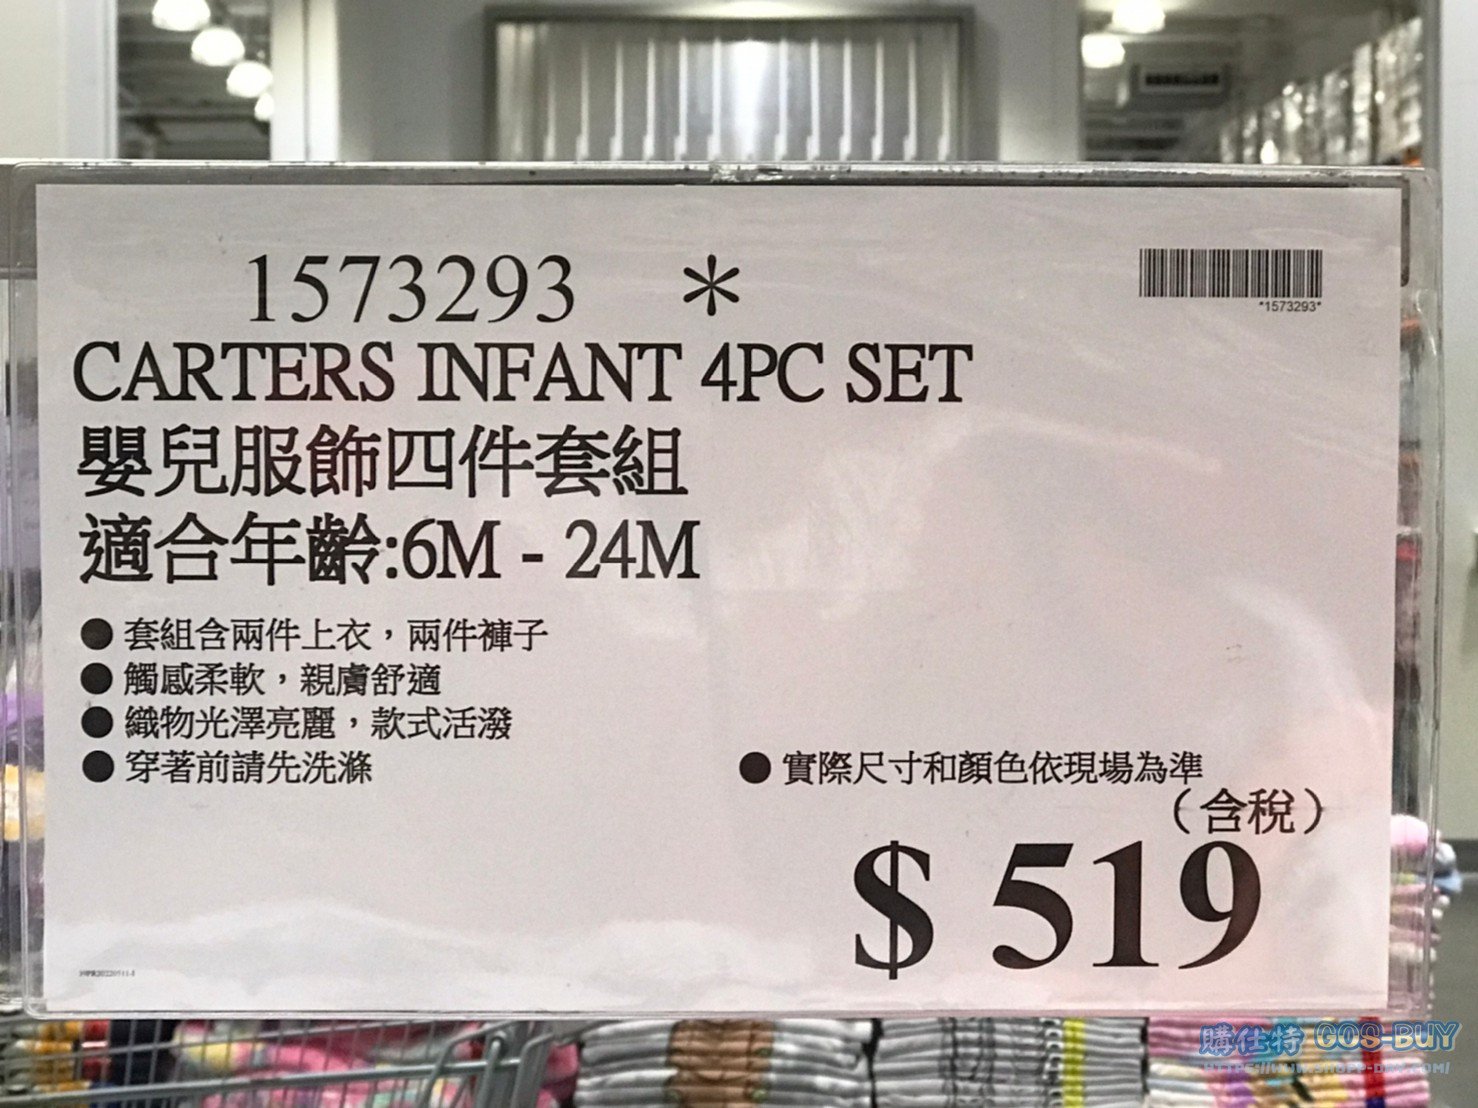 1573293 *
*1573293*
CARTERS INFANT 4PC SET
嬰兒服飾四件套組
適合年齡:6M - 24M
● 套組含兩件上衣，兩件褲子
● 觸感柔軟，親膚舒適
● 織物光澤亮麗，款式活潑
● 穿著前請先洗滌
● 實際尺寸和顏色依現場為準
（含稅）
$ 519
購仕特 GOS-BUY